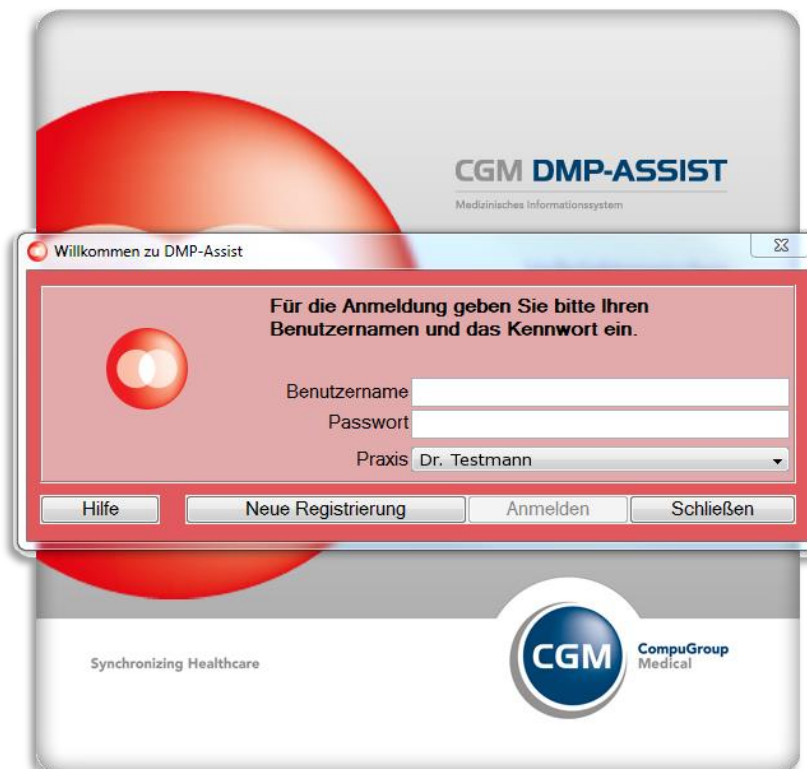 CGM DMP-ASSIST
Medizinisches Informationssystem
Willkommen zu DMP-Assist
Für die Anmeldung geben Sie bitte Ihren
Benutzernamen und das Kennwort ein.
Benutzername
Passwort
Praxis Dr. Testmann
Hilfe Neue Registrierung Anmelden Schließen
Synchronizing Healthcare
CGM CompuGroup
Medical